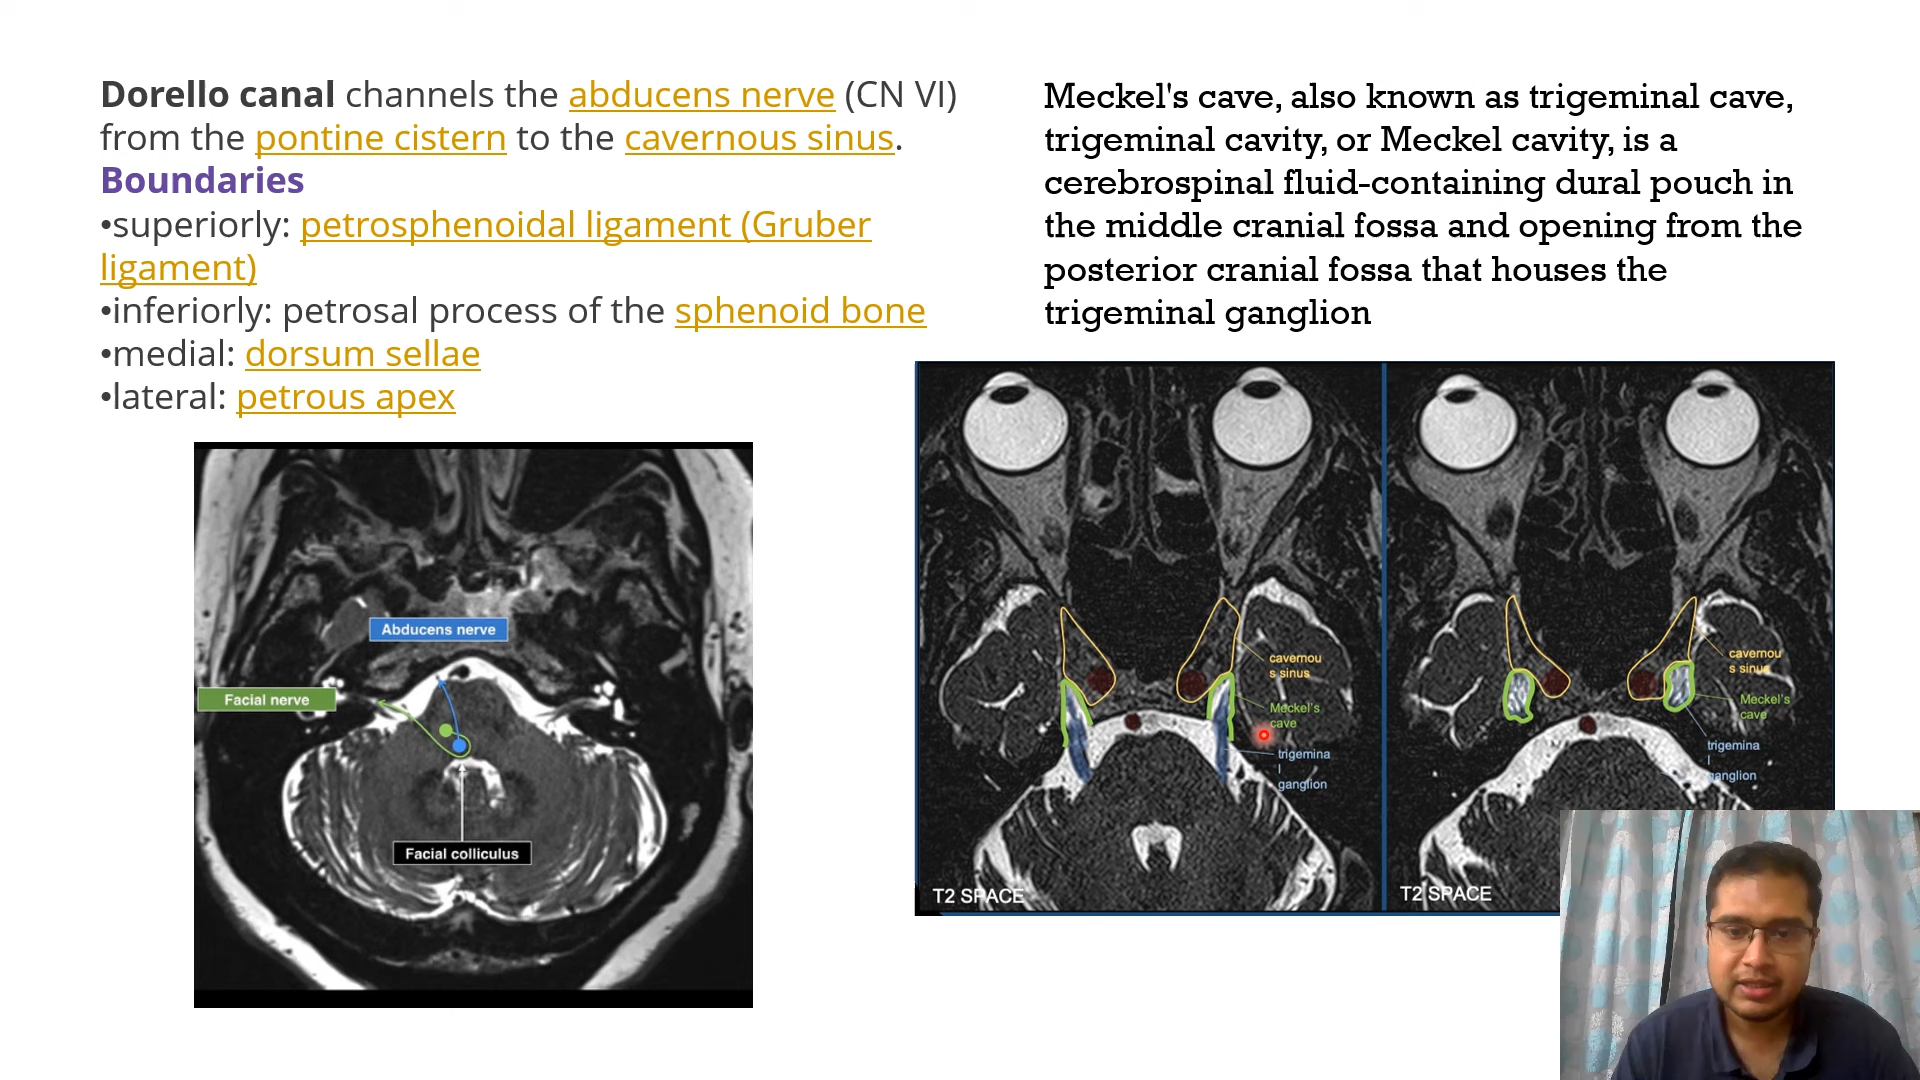 Dorello canal channels the abducens nerve (CN VI)
from the pontine cistern to the cavernous sinus.
Boundaries
•superiorly: petrosphenoidal ligament (Gruber
ligament)
•inferiorly: petrosal process of the sphenoid bone
•medial: dorsum sellae
•lateral: petrous apex
Meckel's cave, also known as trigeminal cave,
trigeminal cavity, or Meckel cavity, is a
cerebrospinal fluid-containing dural pouch in
the middle cranial fossa and opening from the
posterior cranial fossa that houses the
trigeminal ganglion
Abducens nerve
Facial nerve
Facial colliculus
cavernou
s sinus
Meckel's
cave
trigemina
l
ganglion
T2 SPACE
cavernou
s sinus
Meckel's
cave
trigemina
l
ganglion
T2 SPACE